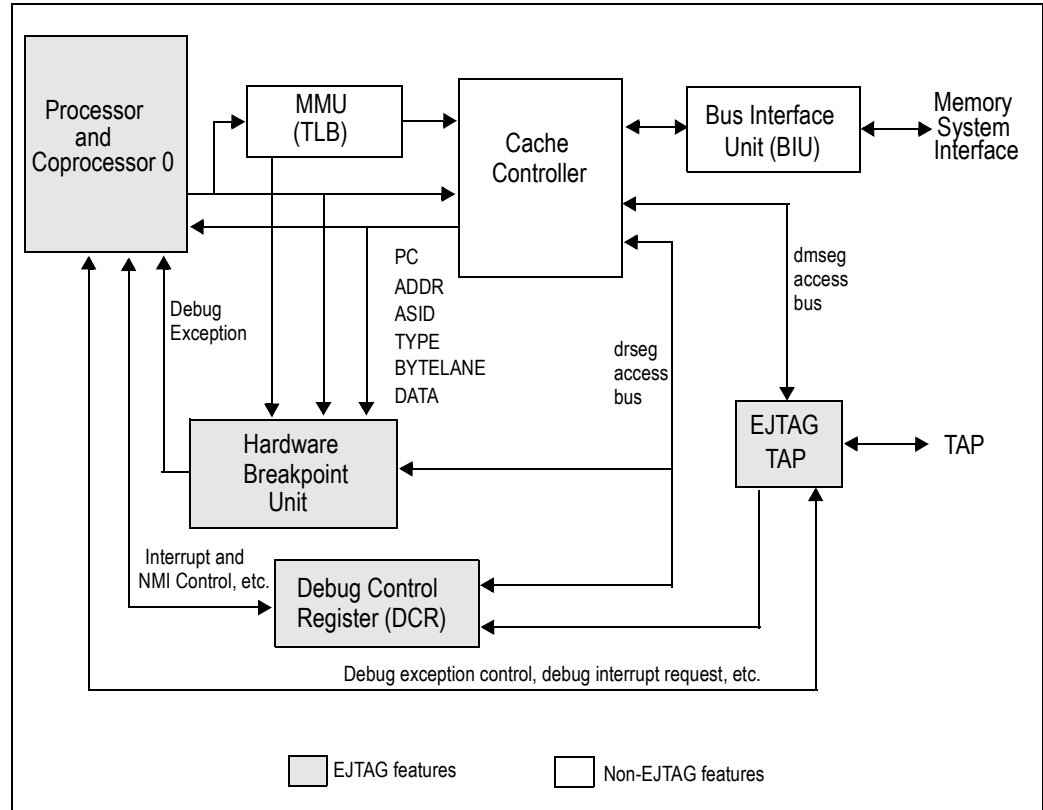 Processor
and
Coprocessor 0
MMU
(TLB)
Cache
Controller
Bus Interface
Unit (BIU)
Memory
System
Interface
PC
ADDR
ASID
TYPE
BYTELANE
DATA
Debug
Exception
drseg
access
bus
dmseg
access
bus
Hardware
Breakpoint
Unit
EJTAG
TAP
TAP
Interrupt and
NMI Control, etc.
Debug Control
Register (DCR)
Debug exception control, debug interrupt request, etc.
EJTAG features
Non-EJTAG features